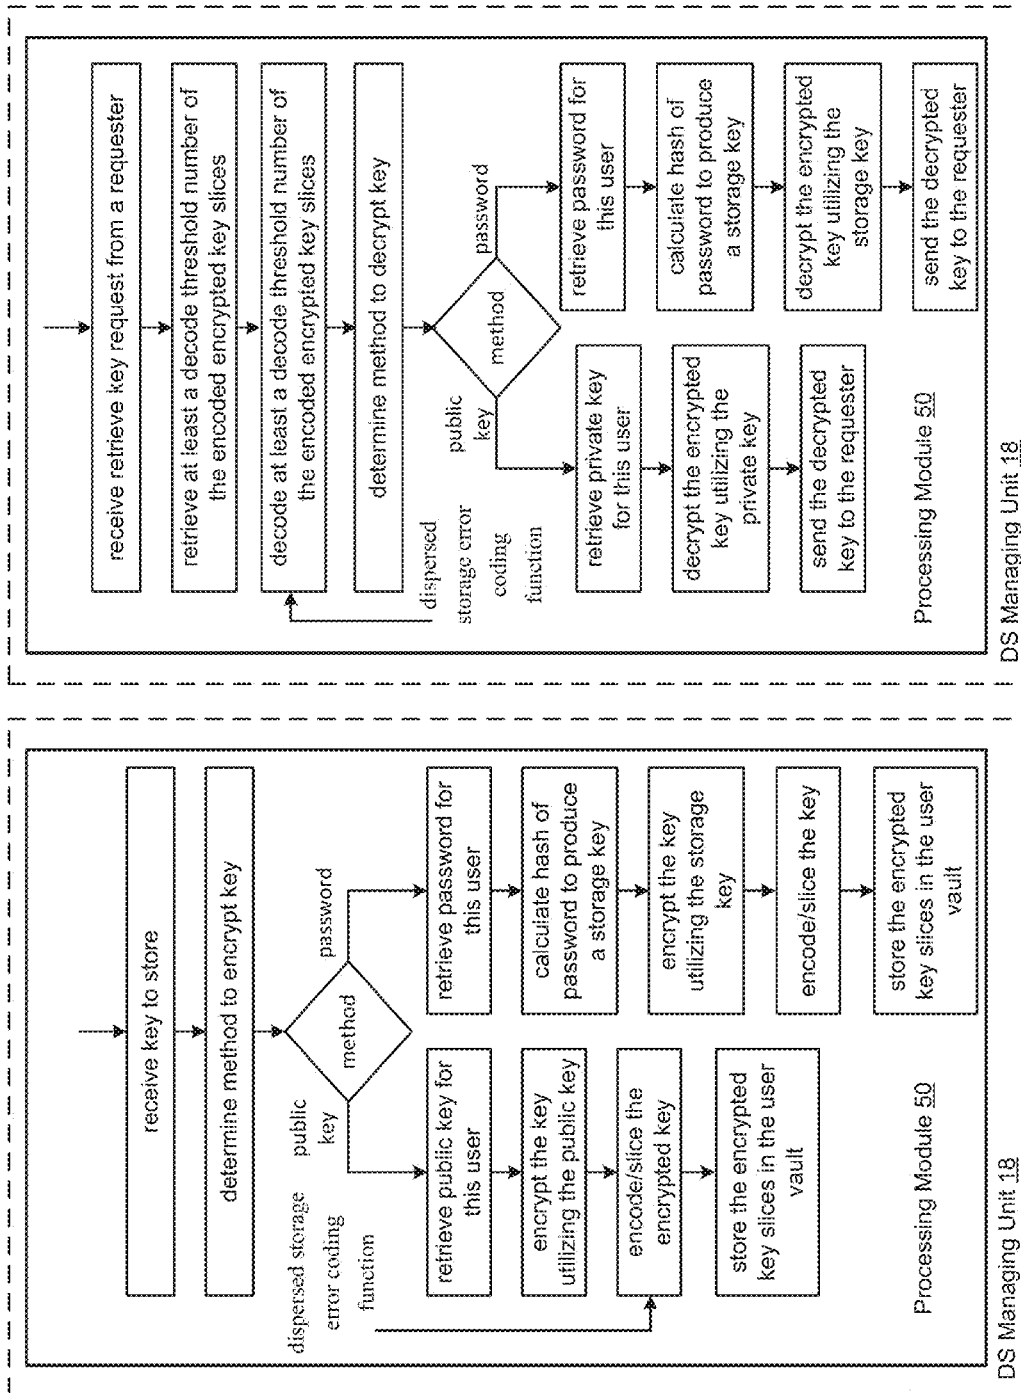 receive key to store
determine method to encrypt key
method
public
key
password
dispersed storage
error coding
function
retrieve public key for
this user
encrypt the key
utilizing the public key
encode/slice the
encrypted key
store the encrypted
key slices in the user
vault
retrieve password for
this user
calculate hash of
password to produce
a storage key
encrypt the key
utilizing the storage
key
encode/slice the key
store the encrypted
key slices in the user
vault
Processing Module 50
DS Managing Unit 18
receive retrieve key request from a requester
retrieve at least a decode threshold number of
the encoded encrypted key slices
decode at least a decode threshold number of
the encoded encrypted key slices
determine method to decrypt key
method
public
key
password
dispersed
storage error
coding
function
retrieve private key
for this user
decrypt the encrypted
key utilizing the
private key
send the decrypted
key to the requester
retrieve password for
this user
calculate hash of
password to produce
a storage key
decrypt the encrypted
key utilizing the
storage key
send the decrypted
key to the requester
Processing Module 50
DS Managing Unit 18